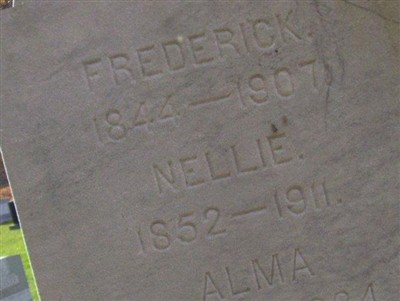 FREDERICK.
1844—1907
NELLIE.
1852—1911.
ALMA